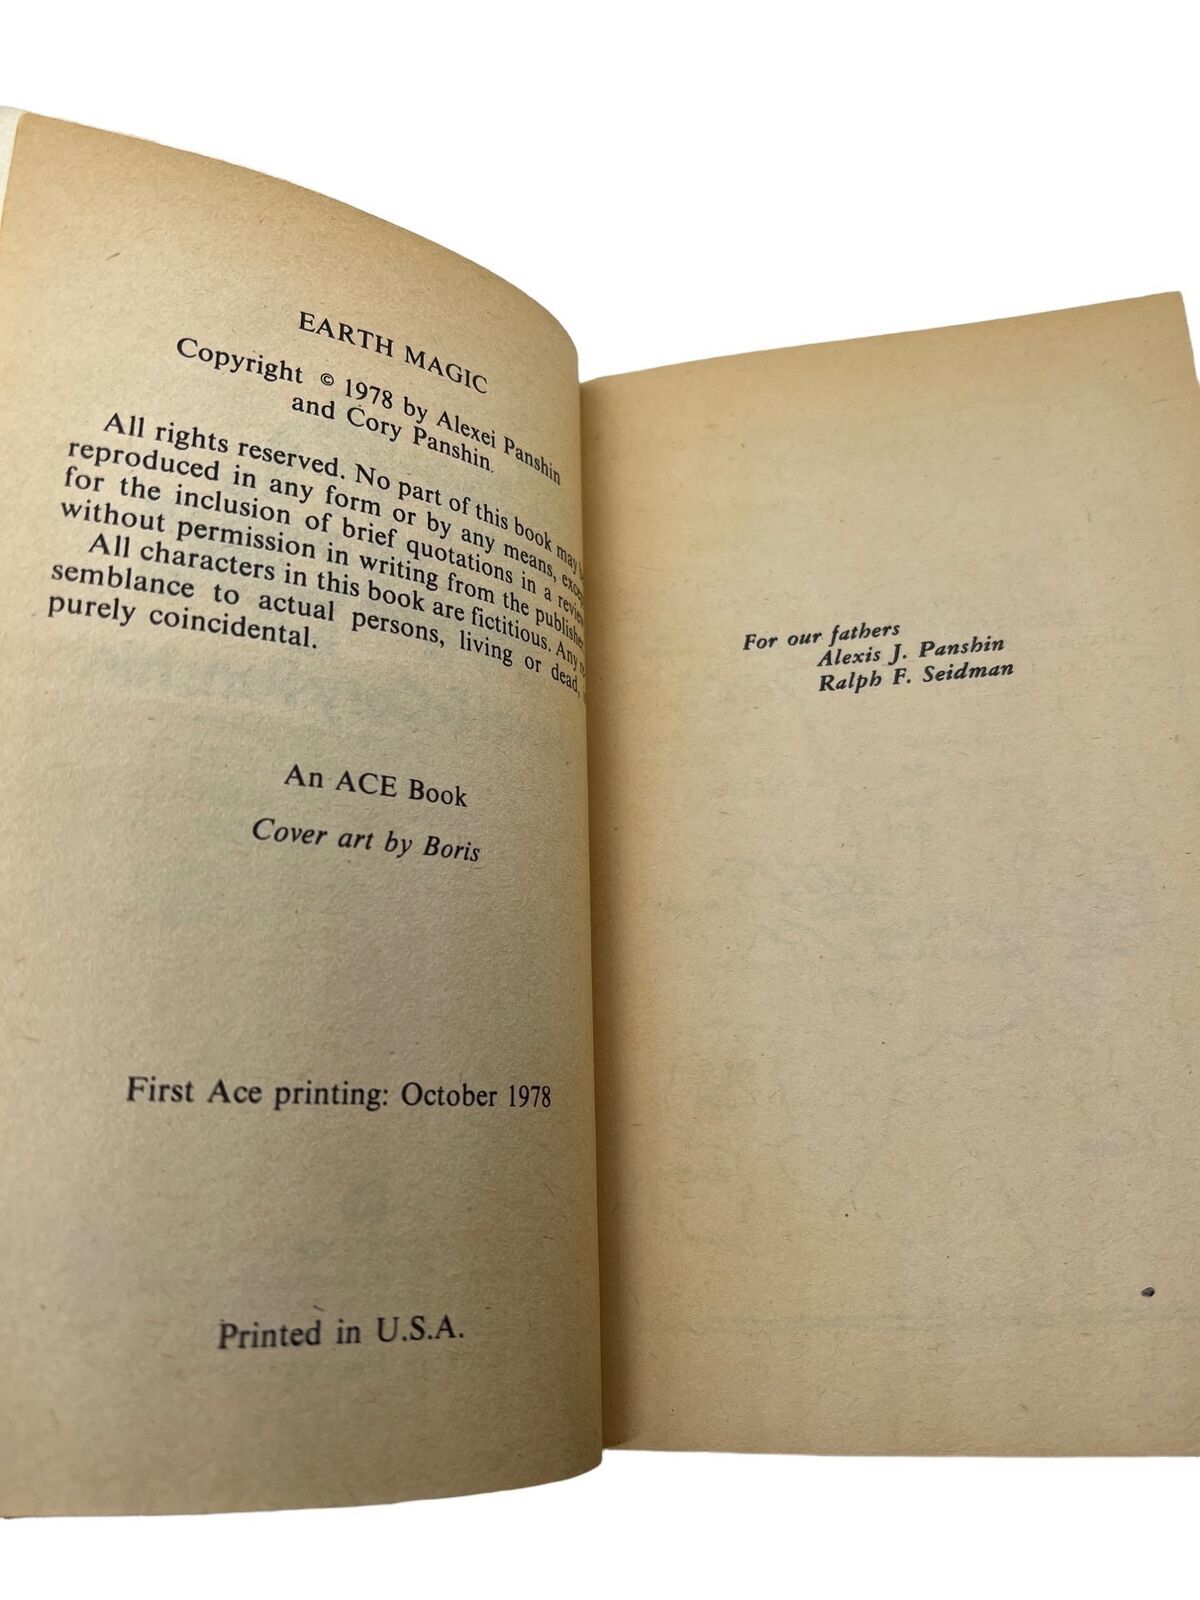 EARTH MAGIC
Copyright © 1978 by Alexei Panshin
and Cory Panshin.
All rights reserved. No part of this book may
reproduced in any form or by any means,
for the inclusion of brief quotations in a
without permission in writing from the publisher
All characters in this book are fictitious. Any
semblance to actual persons, living or dead,
purely coincidental.
An ACE Book
Cover art by Boris
First Ace printing: October 1978
Printed in U.S.A.
For our fathers
Alexis J. Panshin
Ralph F. Seidman